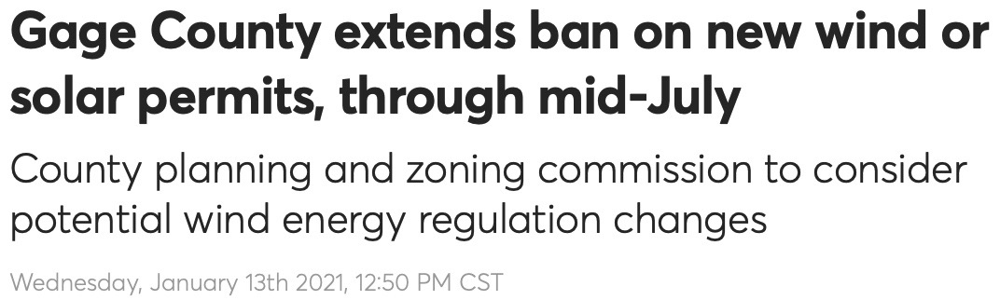 Gage County extends ban on new wind or
solar permits, through mid-July
County planning and zoning commission to consider
potential wind energy regulation changes
Wednesday, January 13th 2021, 12:50 PM CST